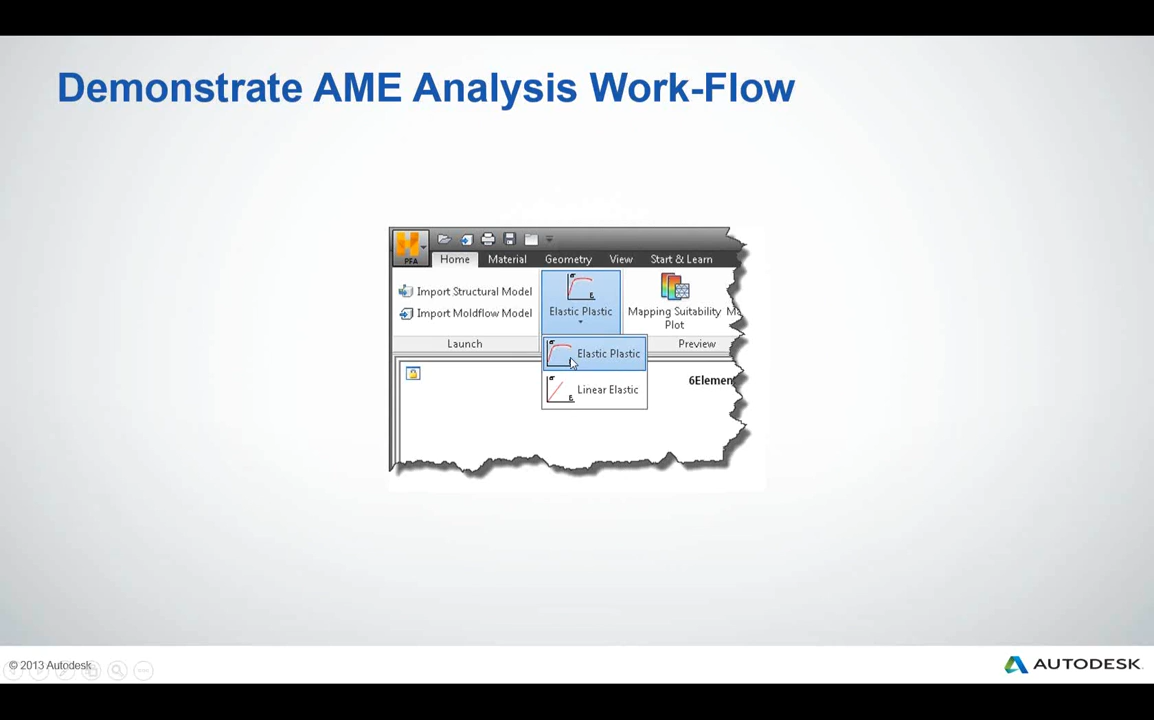 Demonstrate AME Analysis Work-Flow
PFA
Home Material Geometry View Start & Learn
Import Structural Model
Import Moldflow Model
Elastic Plastic
Mapping Suitability
Plot
Launch
Preview
Elastic Plastic
Linear Elastic
6Elemen
© 2013 Autodesk
AUTODESK